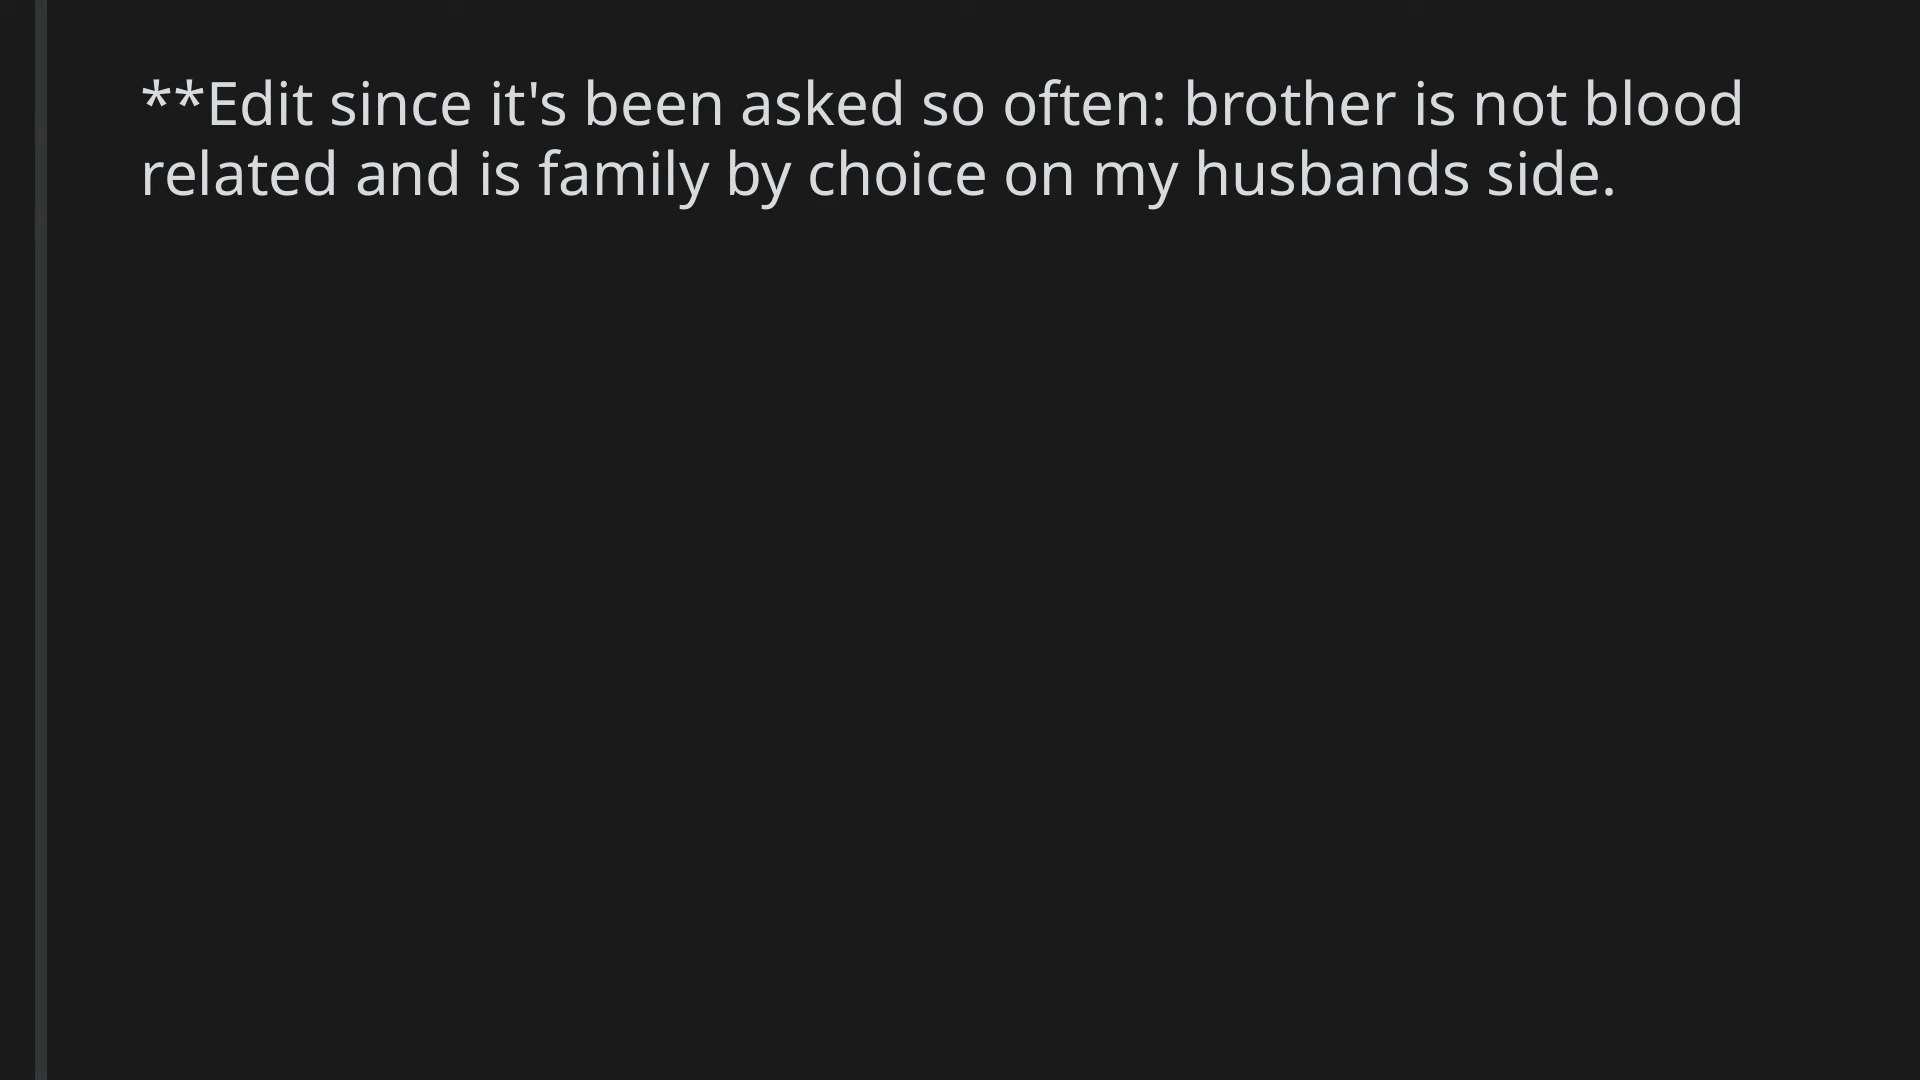 **Edit since it's been asked so often: brother is not blood
related and is family by choice on my husbands side.